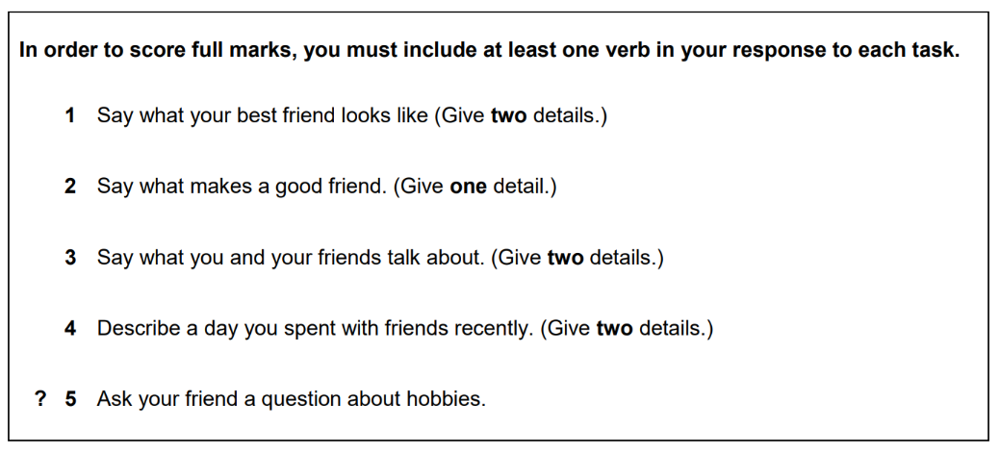 In order to score full marks, you must include at least one verb in your response to each task.
1 Say what your best friend looks like (Give two details.)
2 Say what makes a good friend. (Give one detail.)
3 Say what you and your friends talk about. (Give two details.)
4 Describe a day you spent with friends recently. (Give two details.)
? 5 Ask your friend a question about hobbies.